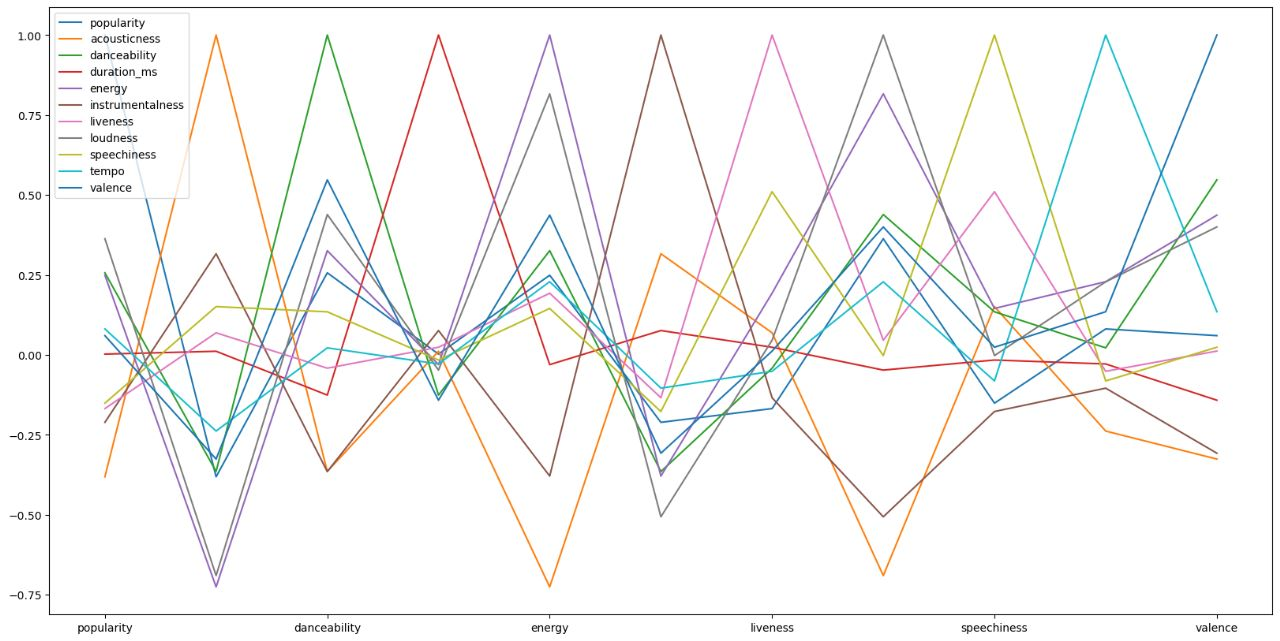 popularity
acousticness
danceability
duration_ms
energy
instrumentalness
liveness
loudness
speechiness
tempo
valence
1.00
0.75
0.50
0.25
0.00
−0.25
−0.50
−0.75
popularity danceability energy liveness speechiness valence